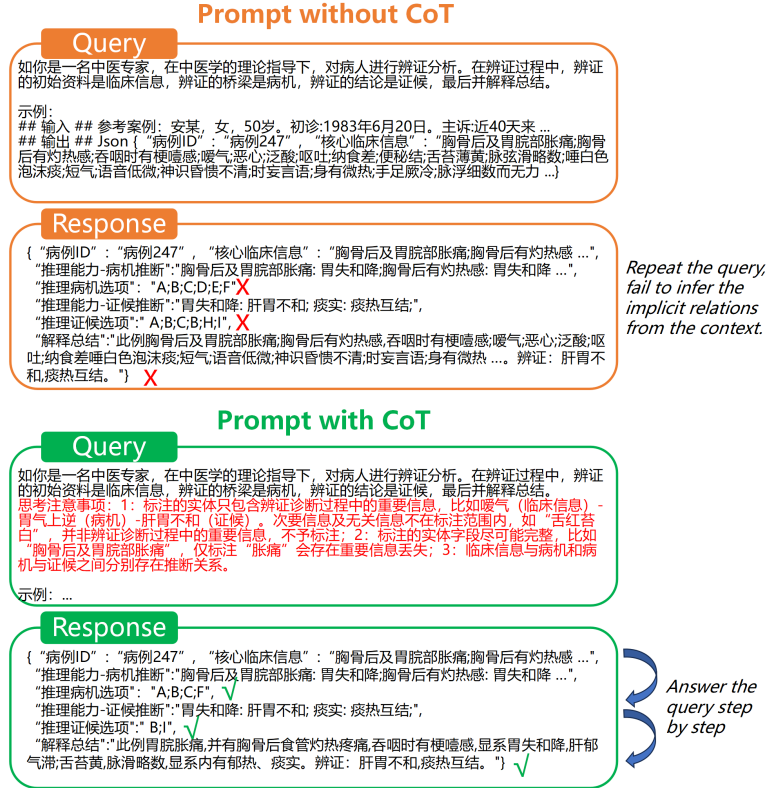 Prompt without CoT
Query
如你是一名中医专家，在中医学的理论指导下，对病人进行辨证分析。在辨证过程中，辨证
的初始资料是临床信息，辨证的桥梁是病机，辨证的结论是证候，最后并解释总结。
示例：
## 输入 ## 参考案例：安某，女，50岁。初诊:1983年6月20日。主诉:近40天来 ...
## 输出 ## Json {“病例ID”：“病例247”，“核心临床信息”：“胸骨后及胃脘部胀痛;胸骨
后有灼热感;吞咽时有梗噎感;嗳气;恶心;泛酸;呕吐;纳食差;便秘结;舌苔薄黄;脉弦滑略数;唾白色
泡沫痰;短气;语音低微;神识昏愦不清;时妄言语;身有微热;手足厥冷;脉浮细数而无力 ...}
Response
{“病例ID”：“病例247”，“核心临床信息”：“胸骨后及胃脘部胀痛;胸骨后有灼热感 ...",
“推理能力-病机推断":"胸骨后及胃脘部胀痛: 胃失和降;胸骨后有灼热感: 胃失和降 ...”,
“推理病机选项”："A;B;C;D;E;F"X
“推理能力-证候推断":"胃失和降: 肝胃不和; 痰实: 痰热互结;",
“推理证候选项":" A;B;C;B;H;I", X
“解释总结":"此例胸骨后及胃脘部胀痛;胸骨后有灼热感,吞咽时有梗噎感;嗳气;恶心;泛酸;呕
吐;纳食差唾白色泡沫痰;短气;语音低微;神识昏愦不清;时妄言语;身有微热 ...。辨证：肝胃不
和,痰热互结。"} X
Repeat the query,
fail to infer the
implicit relations
from the context.
Prompt with CoT
Query
如你是一名中医专家，在中医学的理论指导下，对病人进行辨证分析。在辨证过程中，辨证
的初始资料是临床信息，辨证的桥梁是病机，辨证的结论是证候，最后并解释总结。
思考注意事项：1：标注的实体只包含辨证诊断过程中的重要信息，比如嗳气（临床信息）-
胃气上逆（病机）-肝胃不和（证候）。次要信息及无关信息不在标注范围内，如“舌红苔
白”，并非辨证诊断过程中的重要信息，不予标注；2：标注的实体字段尽可能完整，比如
“胸骨后及胃脘部胀痛”，仅标注“胀痛”会存在重要信息丢失；3：临床信息与病机和病
机与证候之间分别存在推断关系。
示例：...
Response
{“病例ID”：“病例247”，“核心临床信息”：“胸骨后及胃脘部胀痛;胸骨后有灼热感 ...",
“推理能力-病机推断":"胸骨后及胃脘部胀痛: 胃失和降;胸骨后有灼热感: 胃失和降 ...",
“推理病机选项”："A;B;C;F", √
“推理能力-证候推断":"胃失和降: 肝胃不和; 痰实: 痰热互结;",
“推理证候选项":" B;I", √
“解释总结":"此例胃脘胀痛,并有胸骨后食管灼热疼痛,吞咽时有梗噎感,显系胃失和降,肝郁
气滞;舌苔黄,脉滑略数,显系内有郁热、痰实。辨证：肝胃不和,痰热互结。"} √
Answer the
query step
by step